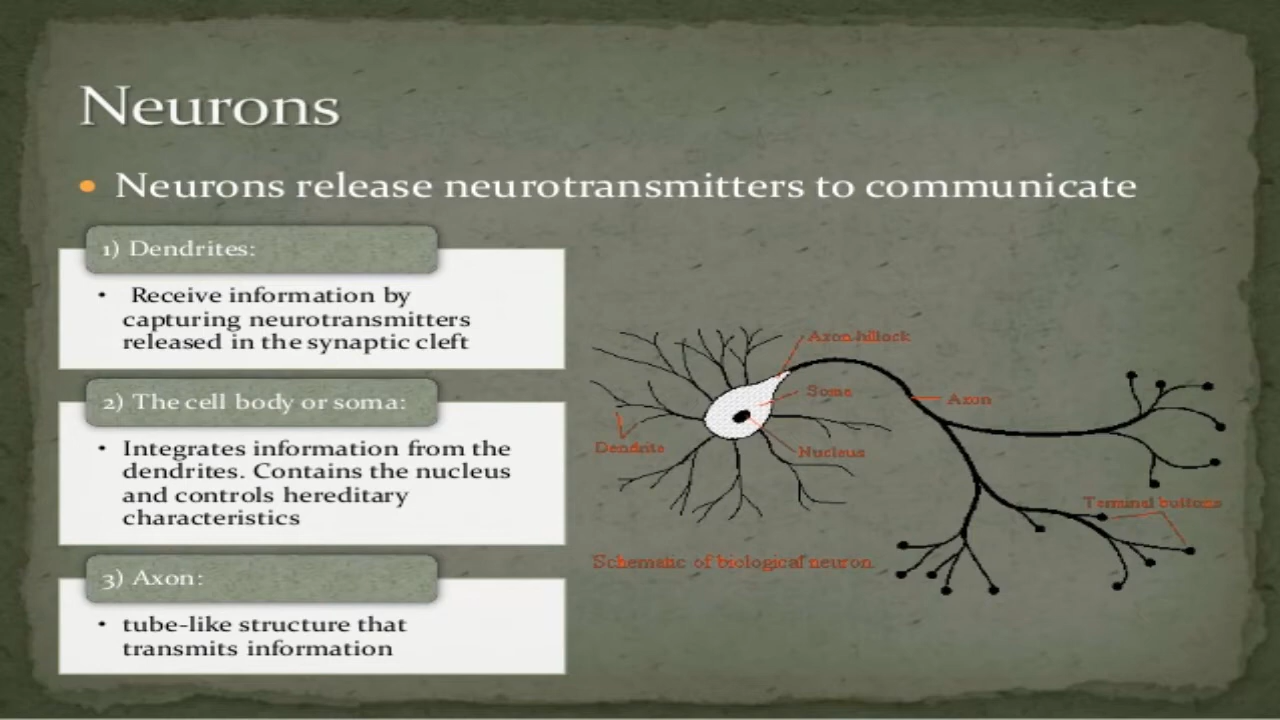 Neurons
• Neurons release neurotransmitters to communicate
1) Dendrites:
• Receive information by
capturing neurotransmitters
released in the synaptic cleft
2) The cell body or soma:
• Integrates information from the
dendrites. Contains the nucleus
and controls hereditary
characteristics
3) Axon:
• tube-like structure that
transmits information
Axon hillock
Soma
Axon
Dendrite
Nucleus
Terminal buttons
Schematic of biological neuron